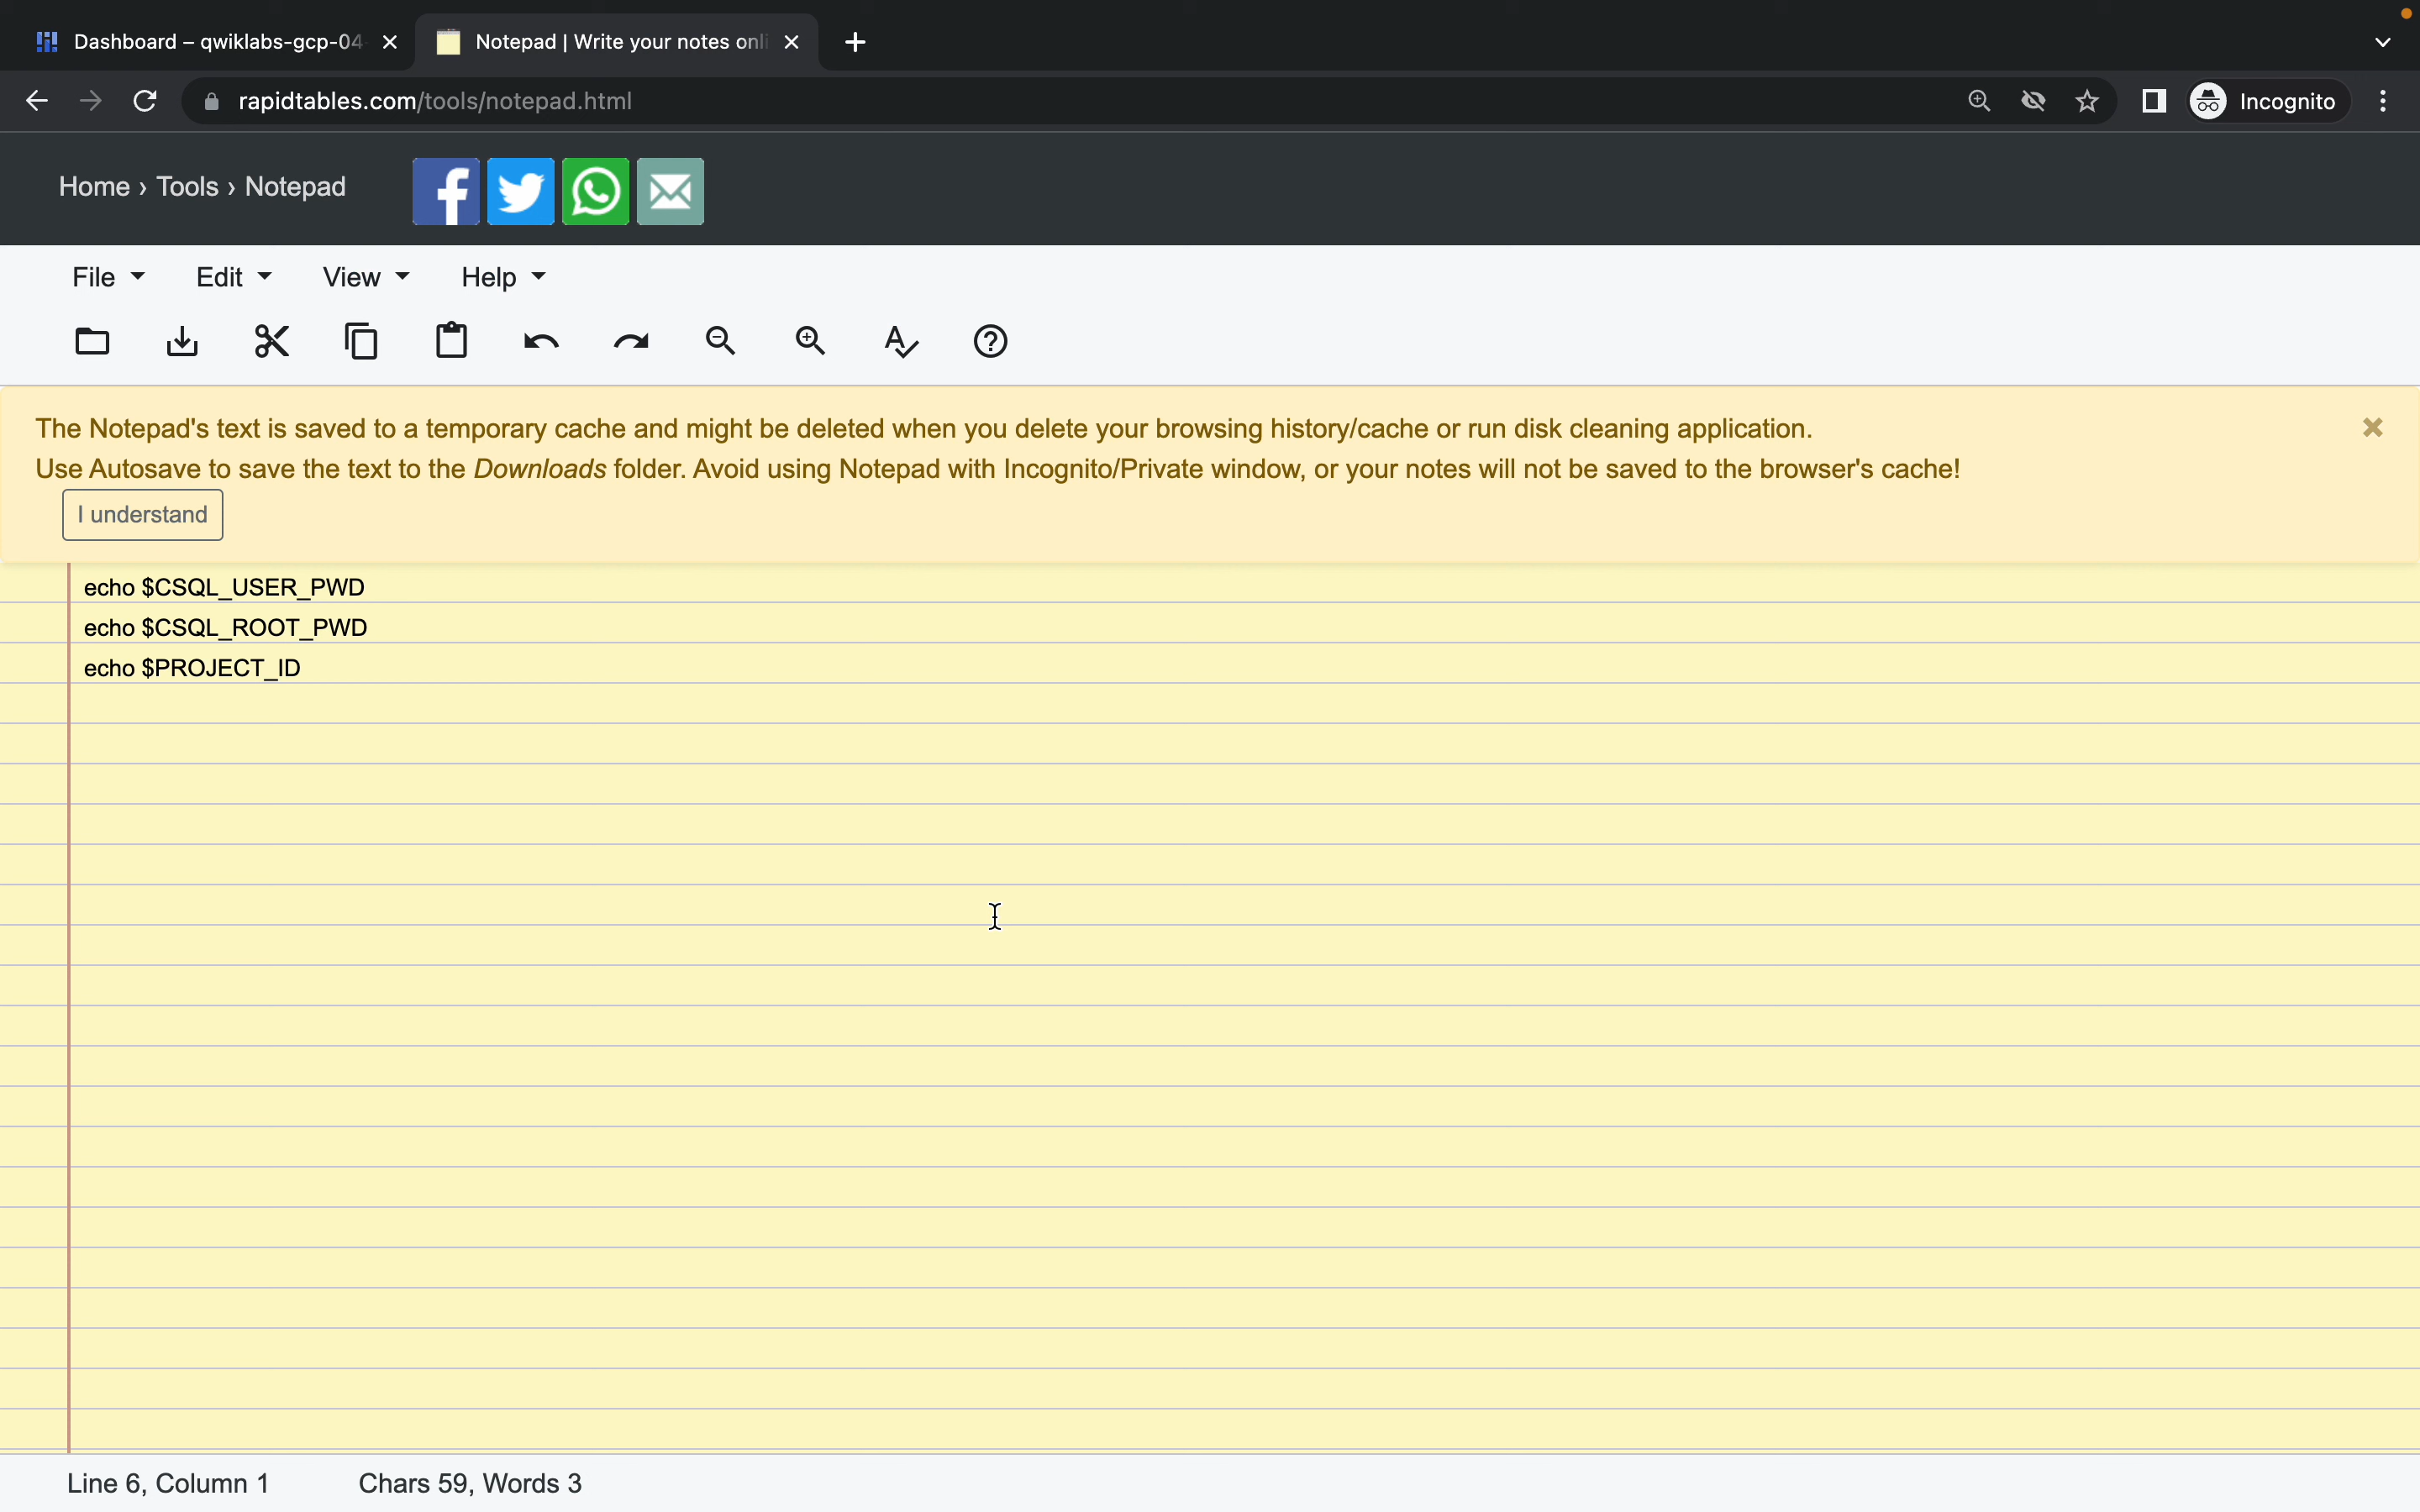 Dashboard – qwiklabs-gcp-04
Notepad | Write your notes onli
rapidtables.com/tools/notepad.html
Incognito
Home › Tools › Notepad
File Edit View Help
The Notepad's text is saved to a temporary cache and might be deleted when you delete your browsing history/cache or run disk cleaning application.
Use Autosave to save the text to the Downloads folder. Avoid using Notepad with Incognito/Private window, or your notes will not be saved to the browser's cache!
I understand
echo $CSQL_USER_PWD
echo $CSQL_ROOT_PWD
echo $PROJECT_ID
Line 6, Column 1 Chars 59, Words 3